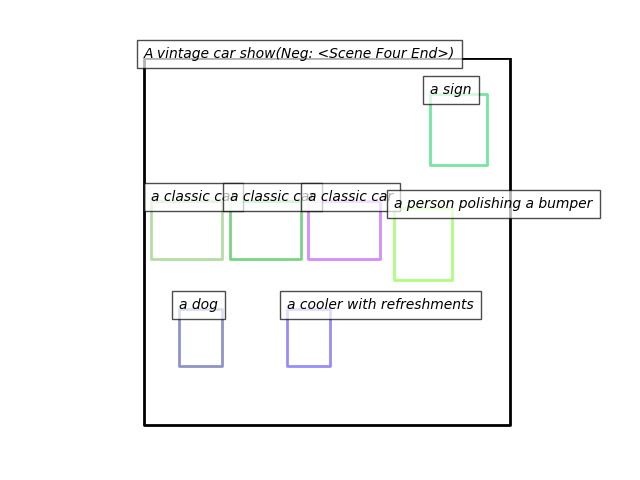 A vintage car show(Neg: <Scene Four End>)
a sign
a classic ca
a classic ca
a classic car
a person polishing a bumper
a dog
a cooler with refreshments